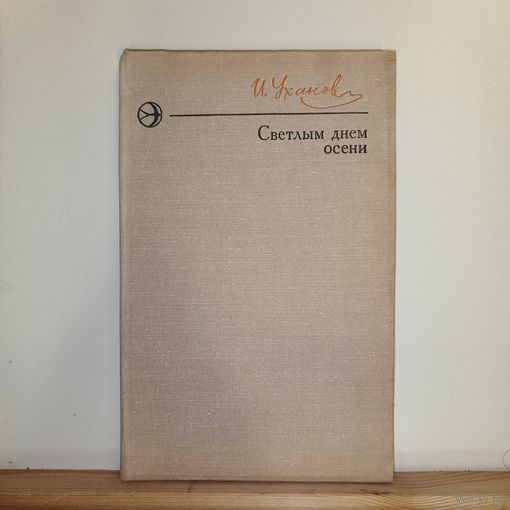 И. Уханов
Светлым днем
осени